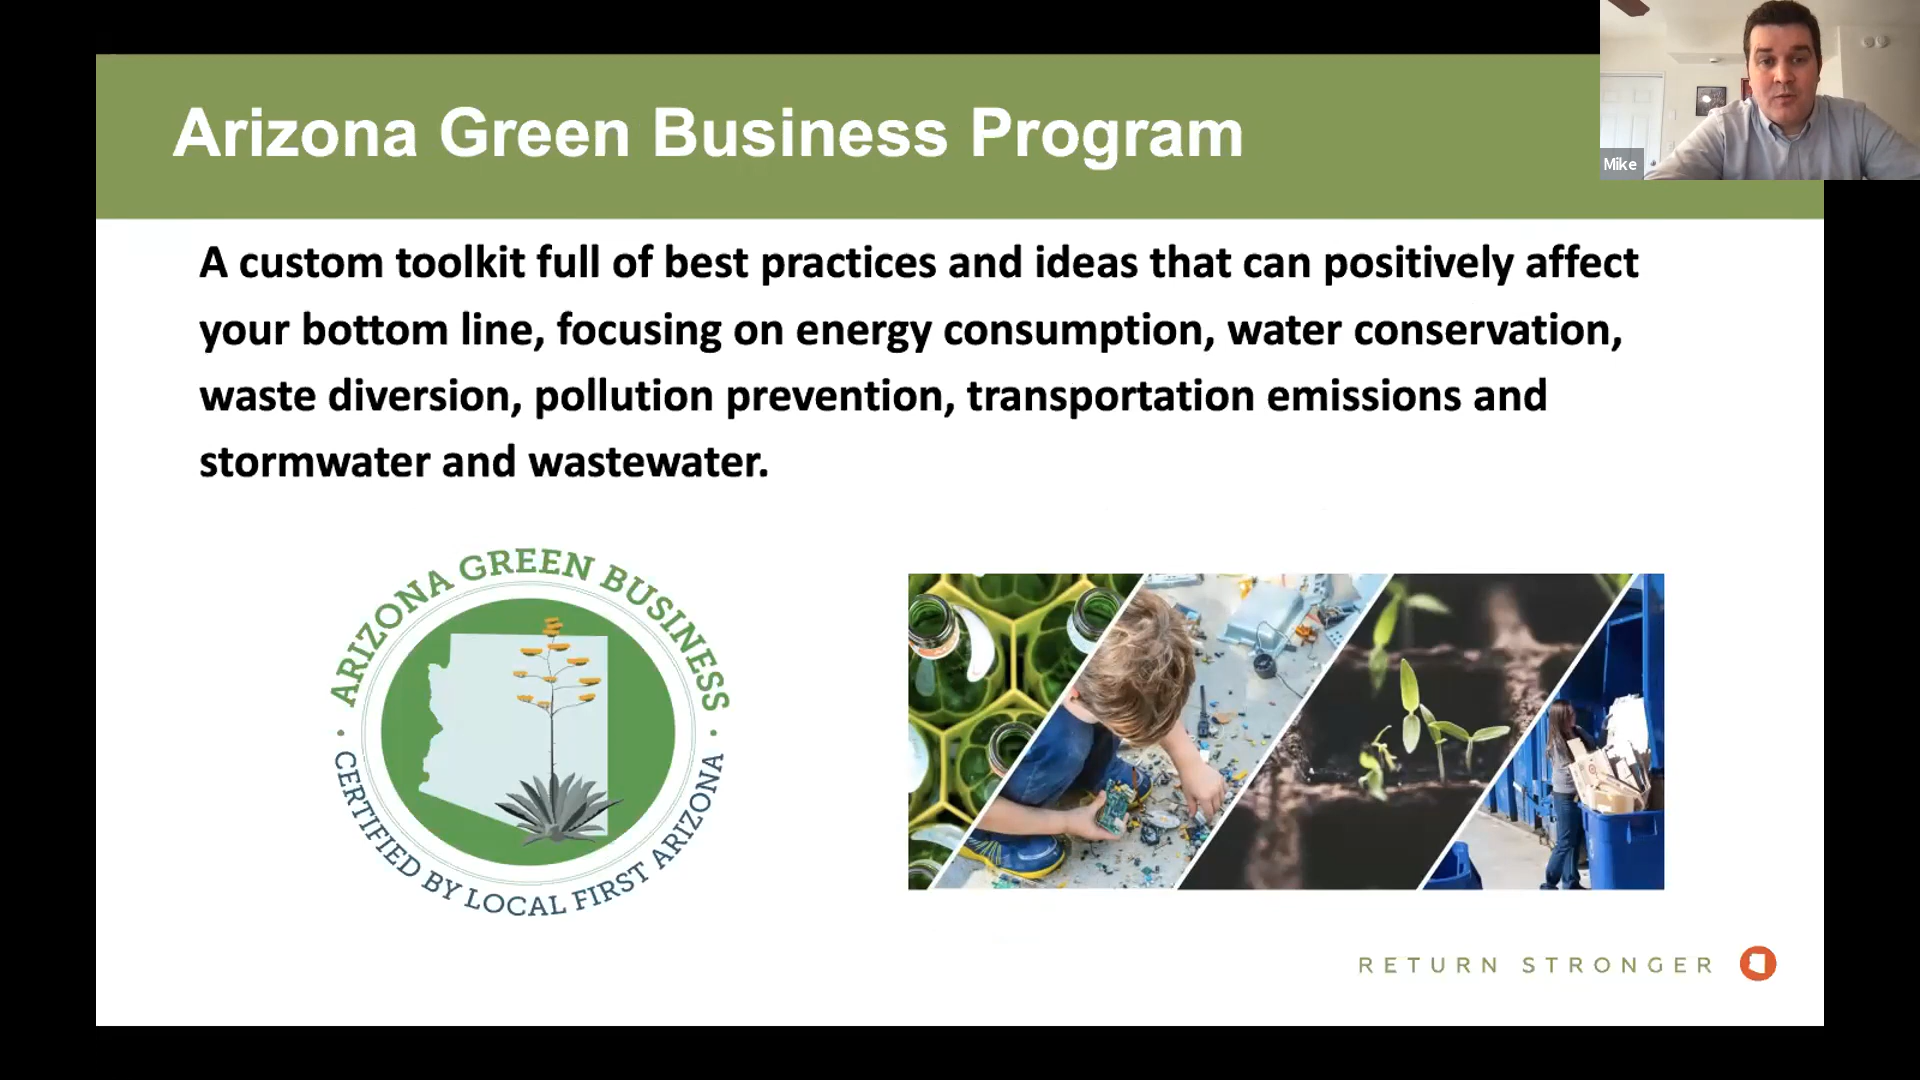 Arizona Green Business Program
Mike
A custom toolkit full of best practices and ideas that can positively affect
your bottom line, focusing on energy consumption, water conservation,
waste diversion, pollution prevention, transportation emissions and
stormwater and wastewater.
ARIZONA GREEN BUSINESS
· CERTIFIED BY LOCAL FIRST ARIZONA ·
RETURN STRONGER